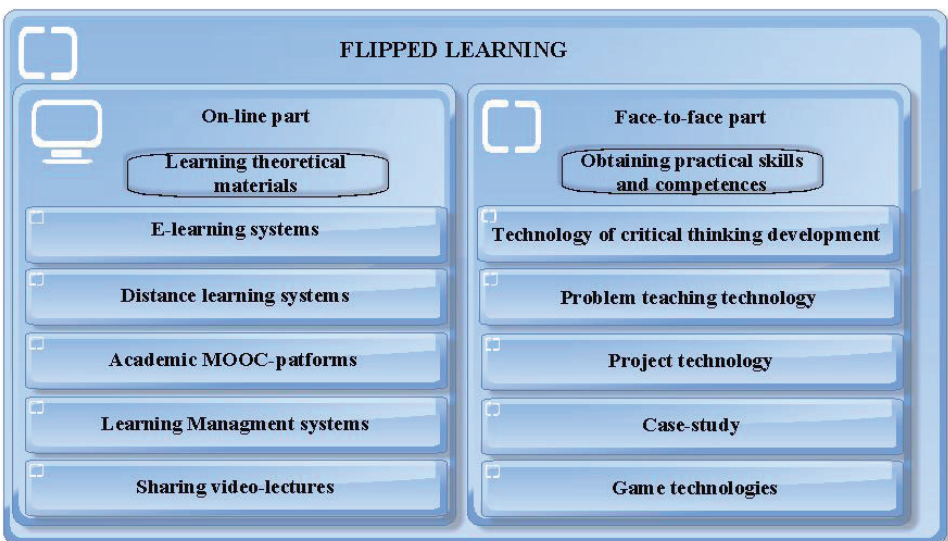 FLIPPED LEARNING
On-line part
Learning theoretical
materials
E-learning systems
Distance learning systems
Academic MOOC-patforms
Learning Managment systems
Sharing video-lectures
Face-to-face part
Obtaining practical skills
and competences
Technology of critical thinking development
Problem teaching technology
Project technology
Case-study
Game technologies